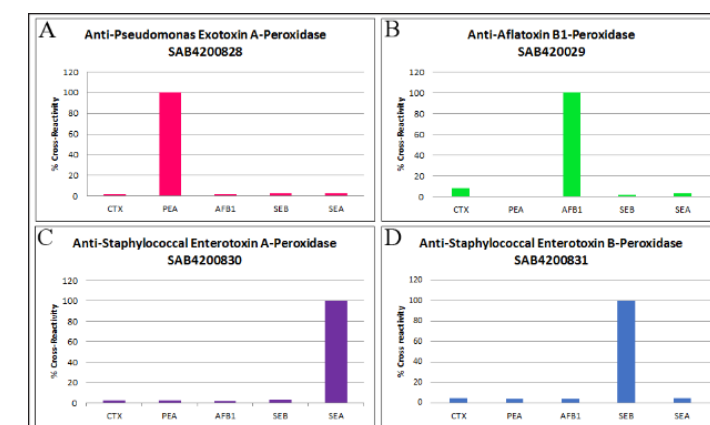 A
Anti-Pseudomonas Exotoxin A-Peroxidase
SAB4200828
% Cross-Reactivity
120
100
80
60
40
20
0
CTX PEA AFB1 SEB SEA
B
Anti-Aflatoxin B1-Peroxidase
SAB420029
% Cross-Reactivity
120
100
80
60
40
20
0
CTX PEA AFB1 SEB SEA
C
Anti-Staphylococcal Enterotoxin A-Peroxidase
SAB4200830
% Cross-Reactivity
120
100
80
60
40
20
0
CTX PEA AFB1 SEB SEA
D
Anti-Staphylococcal Enterotoxin B-Peroxidase
SAB4200831
% Cross reactivity
120
100
80
60
40
20
0
CTX PEA AFB1 SEB SEA